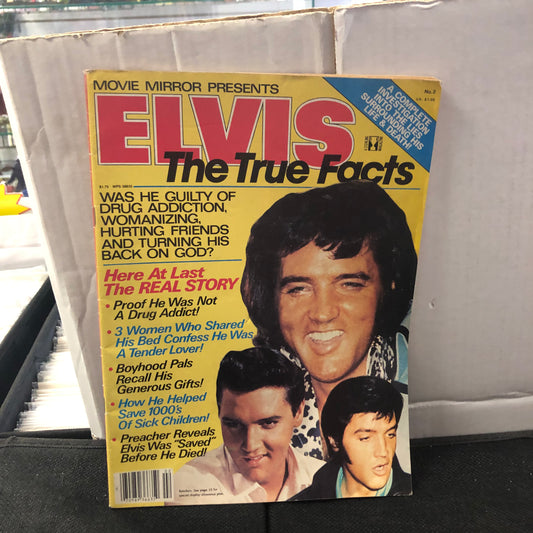 MOVIE MIRROR PRESENTS
No.2
ELVIS
The True Facts
A COMPLETE
INVESTIGATION
INTO THE LIES
SURROUNDING HIS
LIFE & DEATH!
WAS HE GUILTY OF
DRUG ADDICTION,
WOMANIZING,
HURTING FRIENDS
AND TURNING HIS
BACK ON GOD?
Here At Last
The REAL STORY
• Proof He Was Not
A Drug Addict!
• 3 Women Who Shared
His Bed Confess He Was
A Tender Lover!
• Boyhood Pals
Recall His
Generous Gifts!
• How He Helped
Save 1000's
Of Sick Children!
• Preacher Reveals
Elvis Was "Saved"
Before He Died!
02